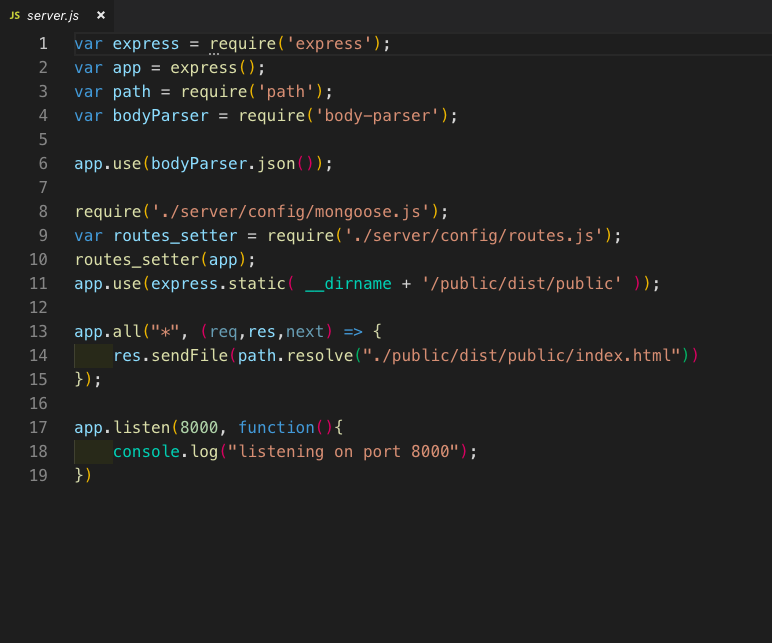 JS server.js ×
1 var express = require('express');
2 var app = express();
3 var path = require('path');
4 var bodyParser = require('body-parser');
5
6 app.use(bodyParser.json());
7
8 require('./server/config/mongoose.js');
9 var routes_setter = require('./server/config/routes.js');
10 routes_setter(app);
11 app.use(express.static( __dirname + '/public/dist/public' ));
12
13 app.all("*", (req,res,next) => {
14     res.sendFile(path.resolve("./public/dist/public/index.html"))
15 });
16
17 app.listen(8000, function(){
18     console.log("listening on port 8000");
19 })